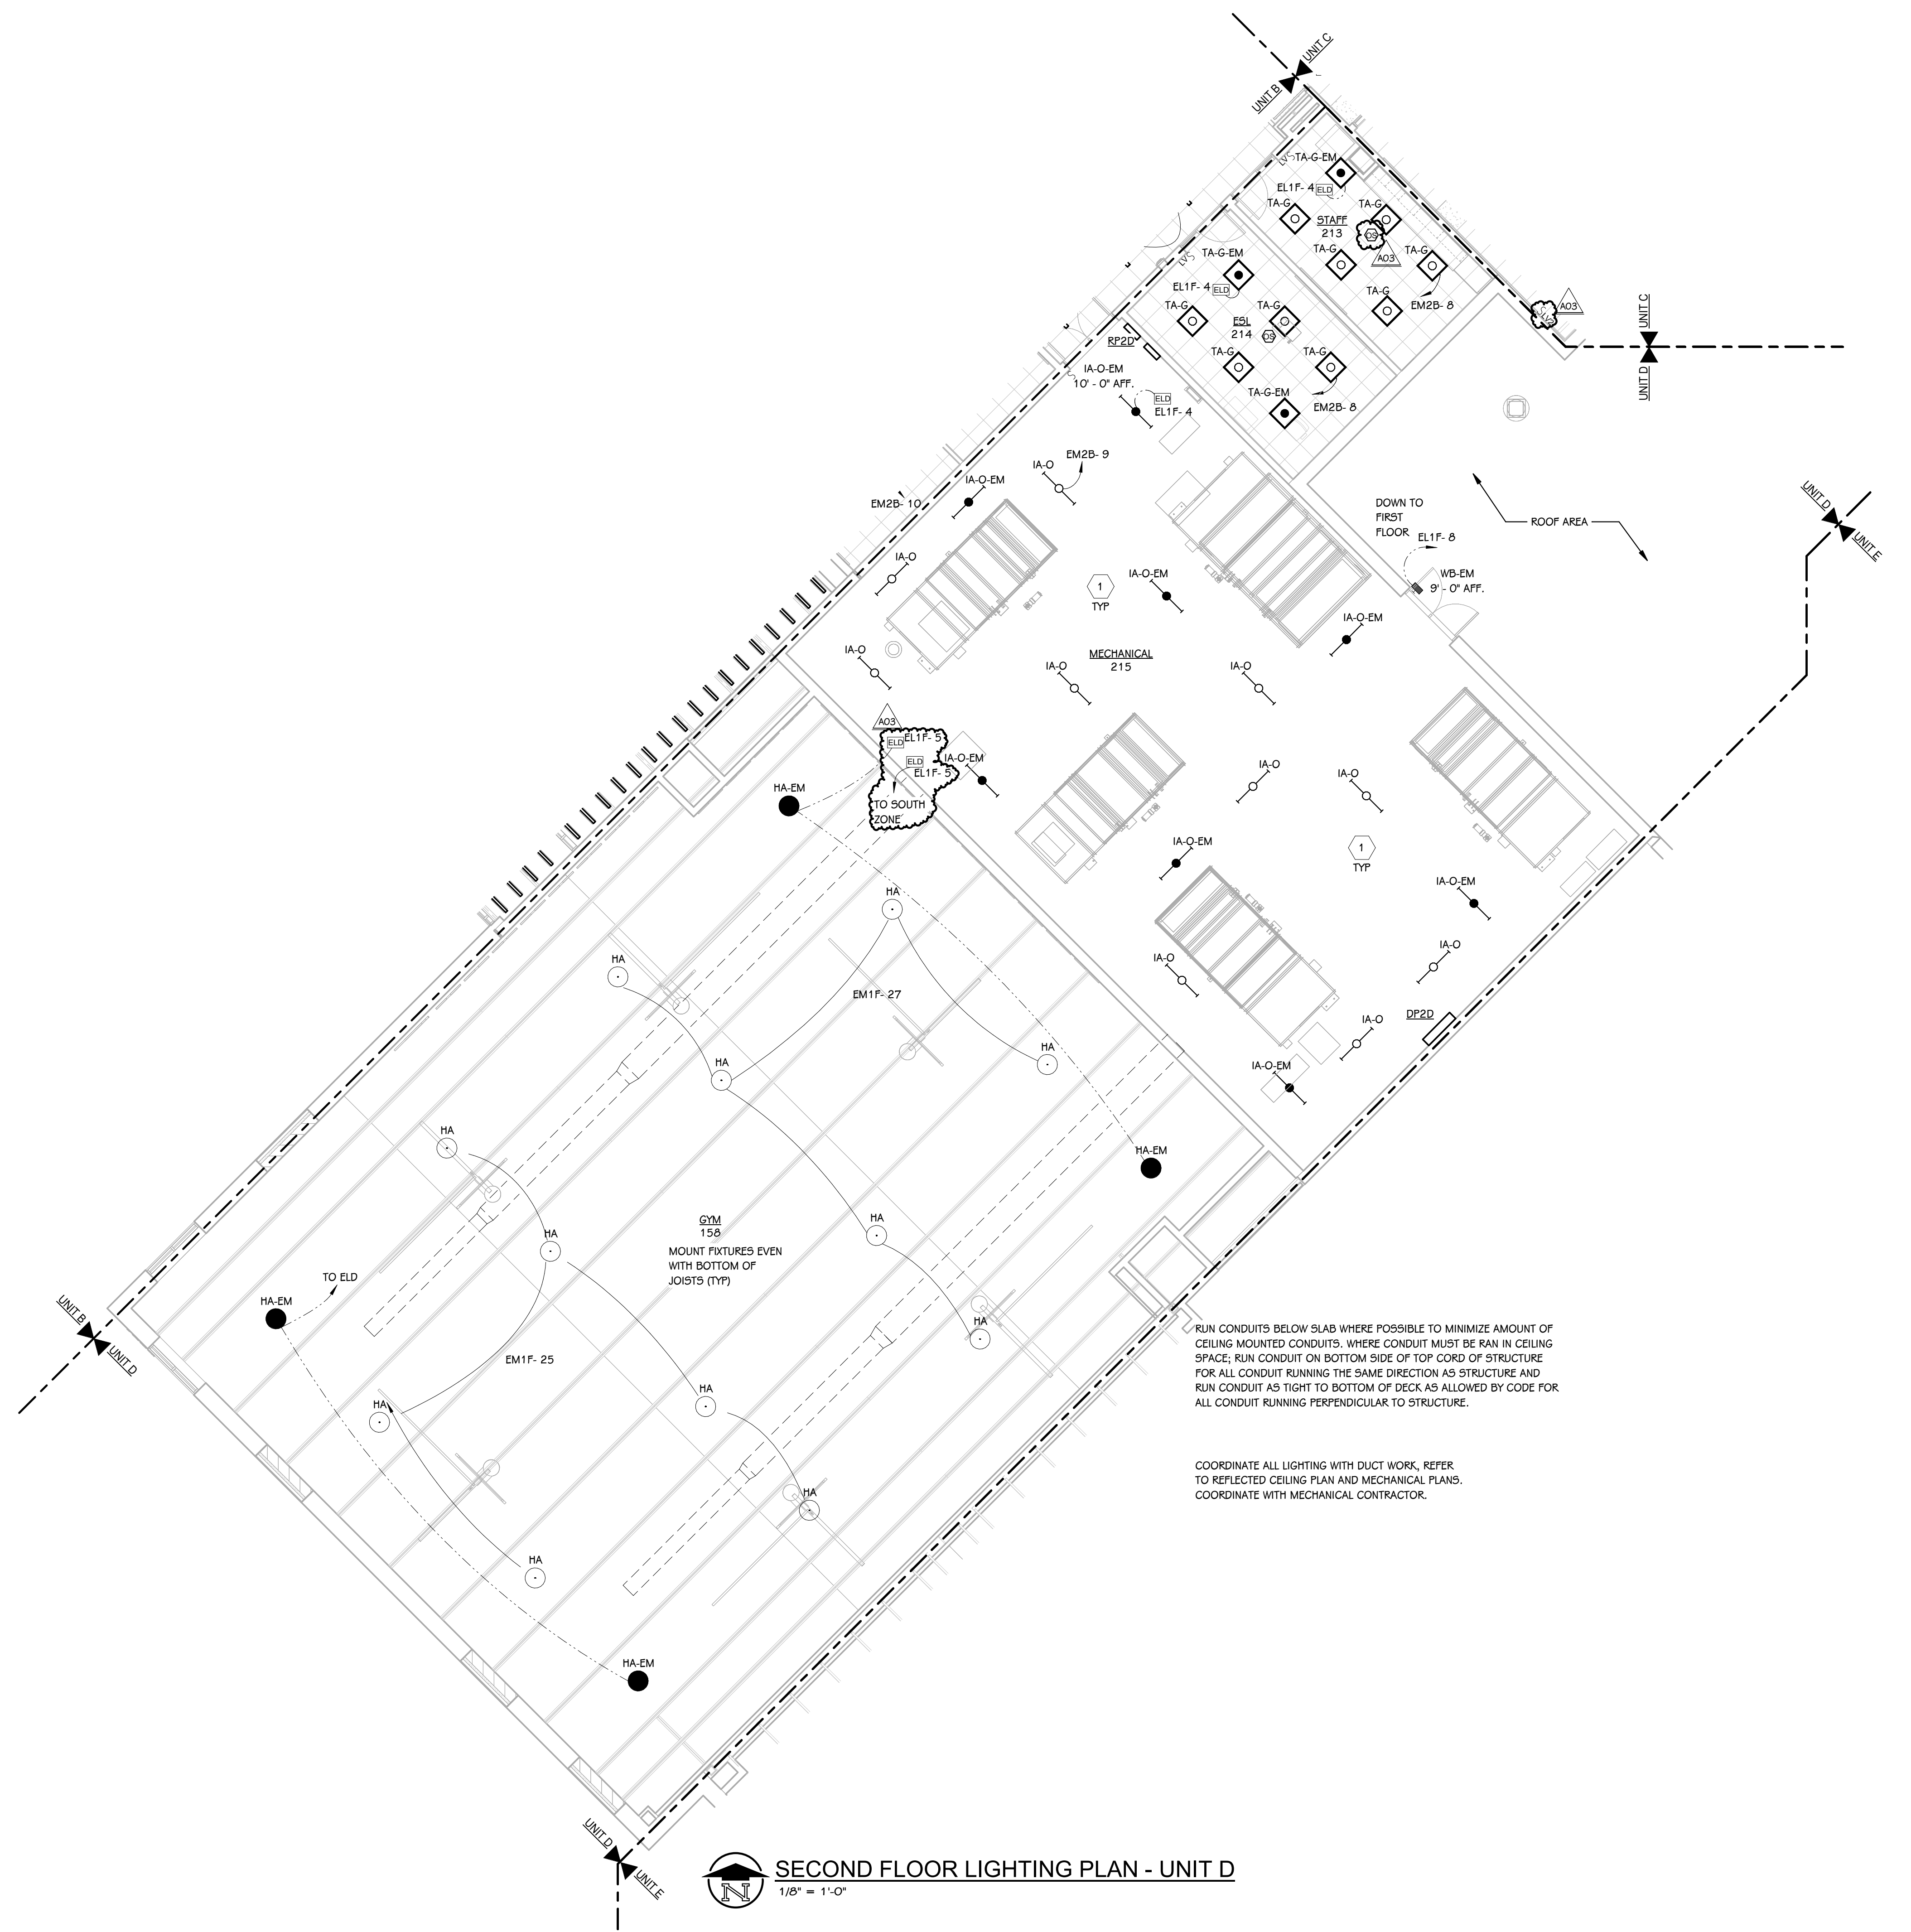 UNIT C
UNIT B
LVS
TA-G-EM
EL1F- 4
ELD
TA-G
TA-G
STAFF
213
OS
TA-G
TA-G
A03
TA-G
EM2B- 8
LVS
TA-G-EM
EL1F- 4
ELD
TA-G
TA-G
ESL
214
OS
TA-G
TA-G
TA-G-EM
EM2B- 8
A03
UNIT C
UNIT D
RP2D
S
IA-O-EM
10' - 0" AFF.
ELD
EL1F- 4
EM2B- 9
IA-O
IA-O-EM
EM2B- 10
IA-O
DOWN TO
FIRST
FLOOR
EL1F- 8
WB-EM
9' - 0" AFF.
ROOF AREA
UNIT D
UNIT E
1
TYP
IA-O-EM
IA-O-EM
IA-O
MECHANICAL
215
IA-O
IA-O
A03
ELD
EL1F- 5
ELD
EL1F- 5
TO SOUTH
ZONE
IA-O-EM
IA-O
IA-O
HA-EM
IA-O-EM
1
TYP
IA-O-EM
HA
IA-O
IA-O
HA
EM1F- 27
DP2D
IA-O
HA
HA
IA-O-EM
HA
HA-EM
GYM
158
MOUNT FIXTURES EVEN
WITH BOTTOM OF
JOISTS (TYP)
HA
HA
TO ELD
HA-EM
UNIT B
UNIT D
HA
EM1F- 25
HA
HA
HA
HA
HA-EM
RUN CONDUITS BELOW SLAB WHERE POSSIBLE TO MINIMIZE AMOUNT OF
CEILING MOUNTED CONDUITS. WHERE CONDUIT MUST BE RAN IN CEILING
SPACE; RUN CONDUIT ON BOTTOM SIDE OF TOP CORD OF STRUCTURE
FOR ALL CONDUIT RUNNING THE SAME DIRECTION AS STRUCTURE AND
RUN CONDUIT AS TIGHT TO BOTTOM OF DECK AS ALLOWED BY CODE FOR
ALL CONDUIT RUNNING PERPENDICULAR TO STRUCTURE.
COORDINATE ALL LIGHTING WITH DUCT WORK, REFER
TO REFLECTED CEILING PLAN AND MECHANICAL PLANS.
COORDINATE WITH MECHANICAL CONTRACTOR.
UNIT D
UNIT E
N
SECOND FLOOR LIGHTING PLAN - UNIT D
1/8" = 1'-0"